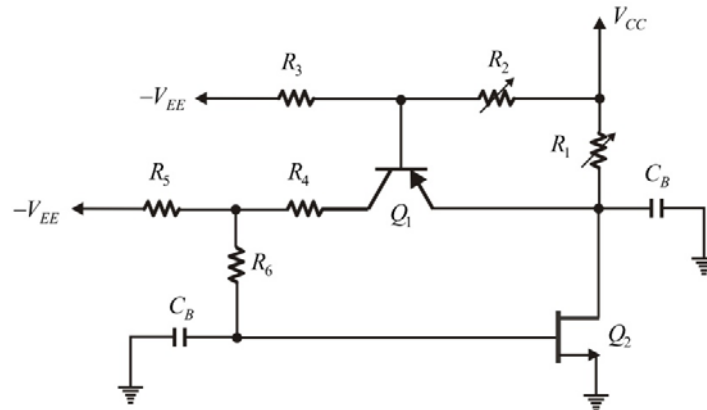 V_CC
R_3
R_2
-V_EE
R_1
R_5
R_4
C_B
-V_EE
Q_1
R_6
C_B
Q_2